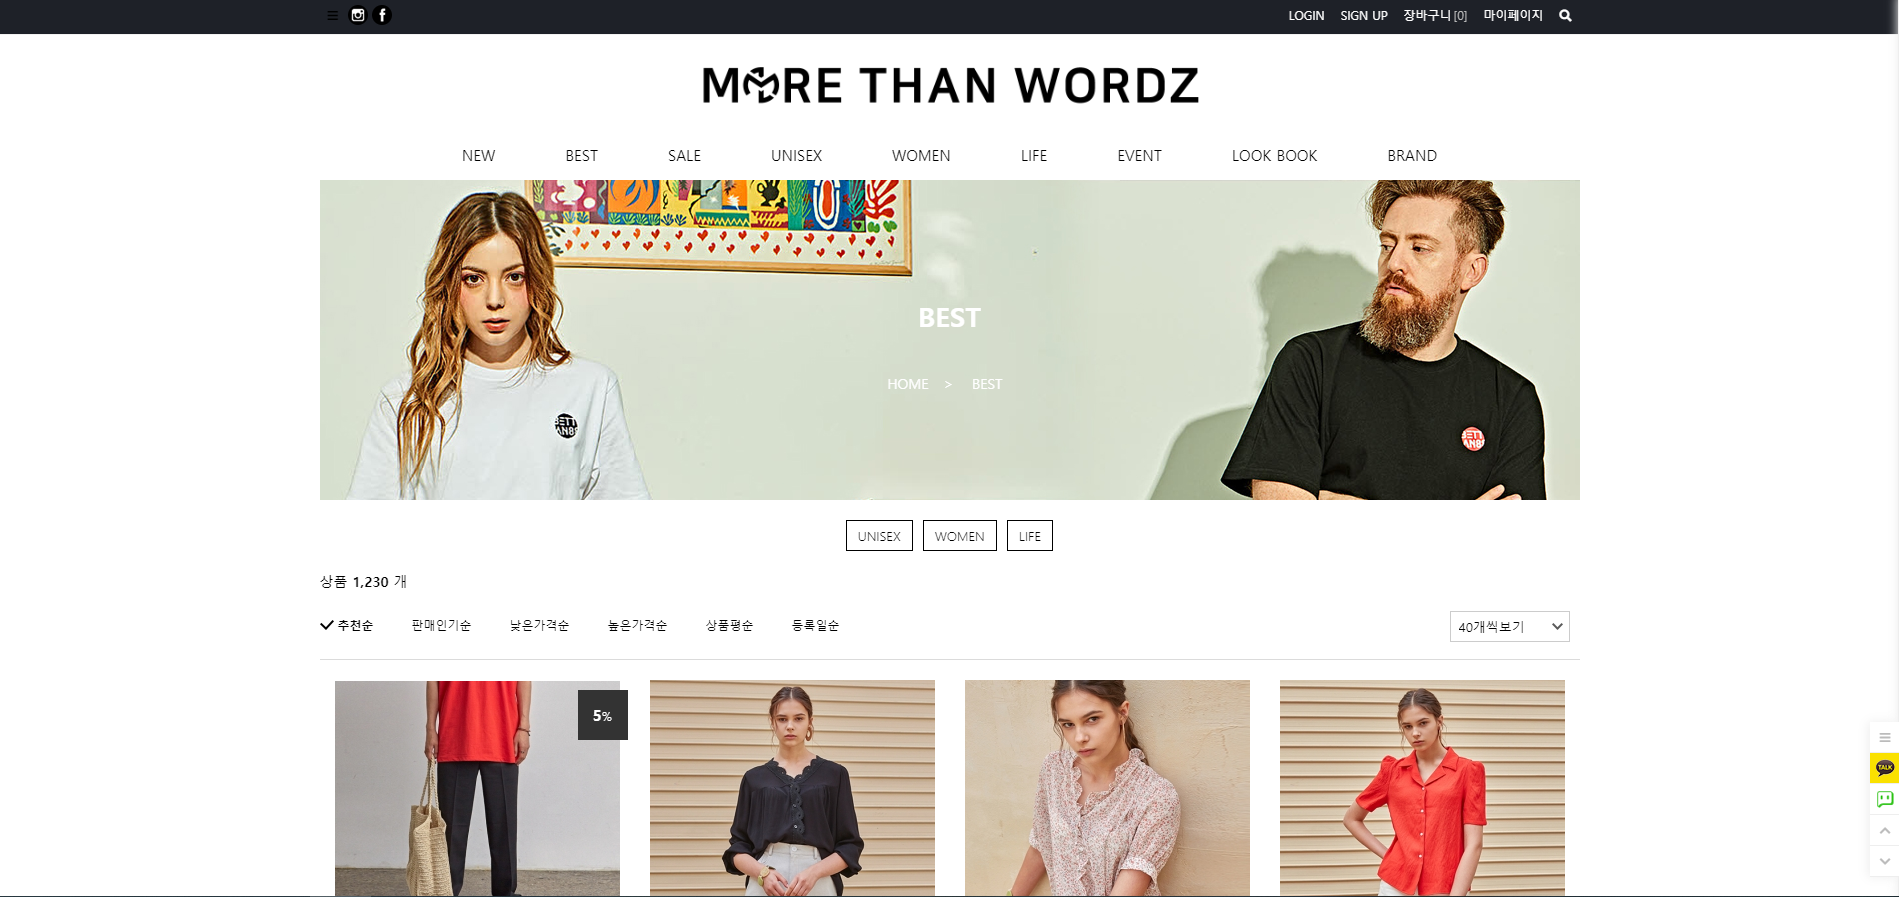 LOGIN SIGN UP 장바구니 [0] 마이페이지
MORE THAN WORDZ
NEW BEST SALE UNISEX WOMEN LIFE EVENT LOOK BOOK BRAND
BEST
HOME > BEST
UNISEX WOMEN LIFE
상품 1,230 개
추천순 판매인기순 낮은가격순 높은가격순 상품평순 등록일순
40개씩보기
5%
TALK